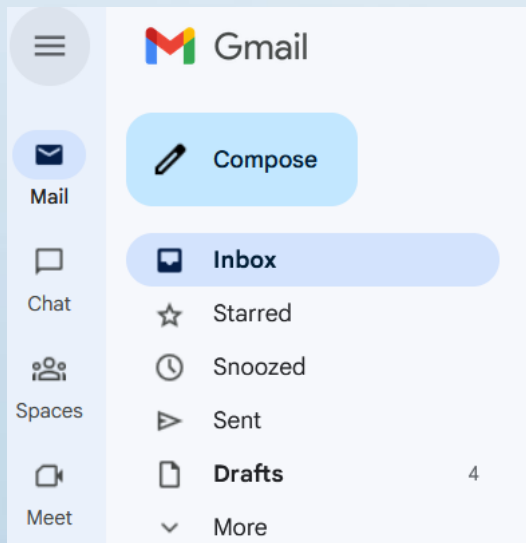 Gmail
Compose
Mail
Inbox
Chat
Starred
Snoozed
Spaces
Sent
Drafts 4
Meet
More